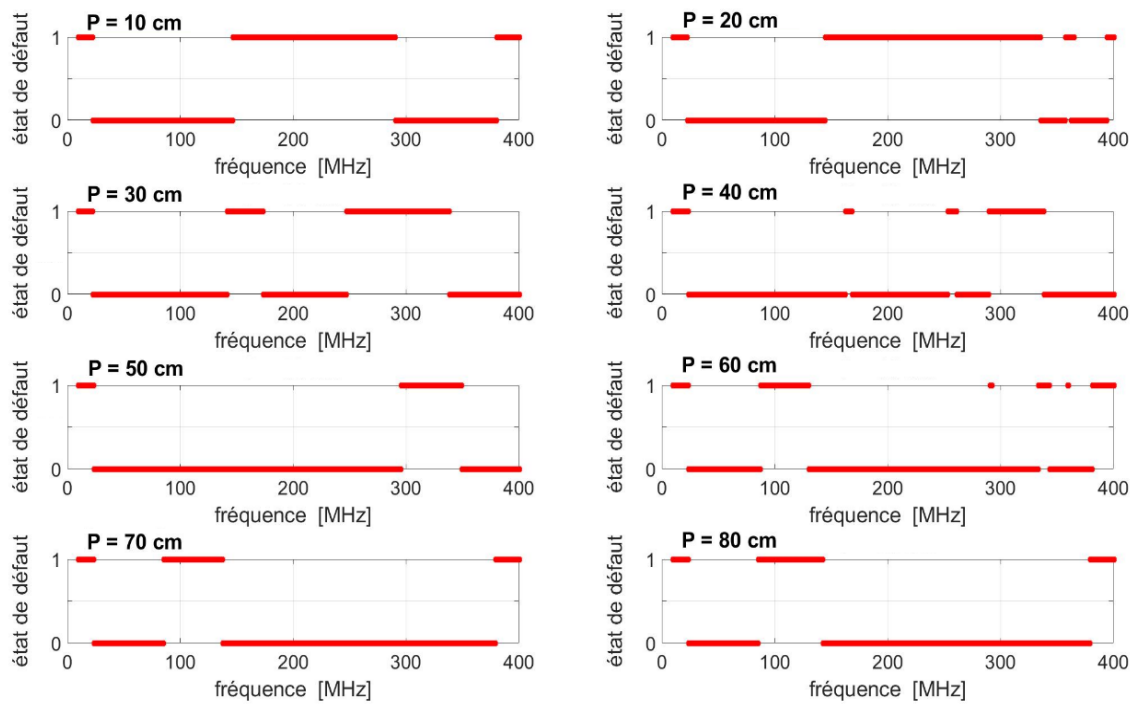 P = 10 cm
état de défaut
1
0
0 100 200 300 400
fréquence [MHz]
P = 20 cm
état de défaut
1
0
0 100 200 300 400
fréquence [MHz]
P = 30 cm
état de défaut
1
0
0 100 200 300 400
fréquence [MHz]
P = 40 cm
état de défaut
1
0
0 100 200 300 400
fréquence [MHz]
P = 50 cm
état de défaut
1
0
0 100 200 300 400
fréquence [MHz]
P = 60 cm
état de défaut
1
0
0 100 200 300 400
fréquence [MHz]
P = 70 cm
état de défaut
1
0
0 100 200 300 400
fréquence [MHz]
P = 80 cm
état de défaut
1
0
0 100 200 300 400
fréquence [MHz]